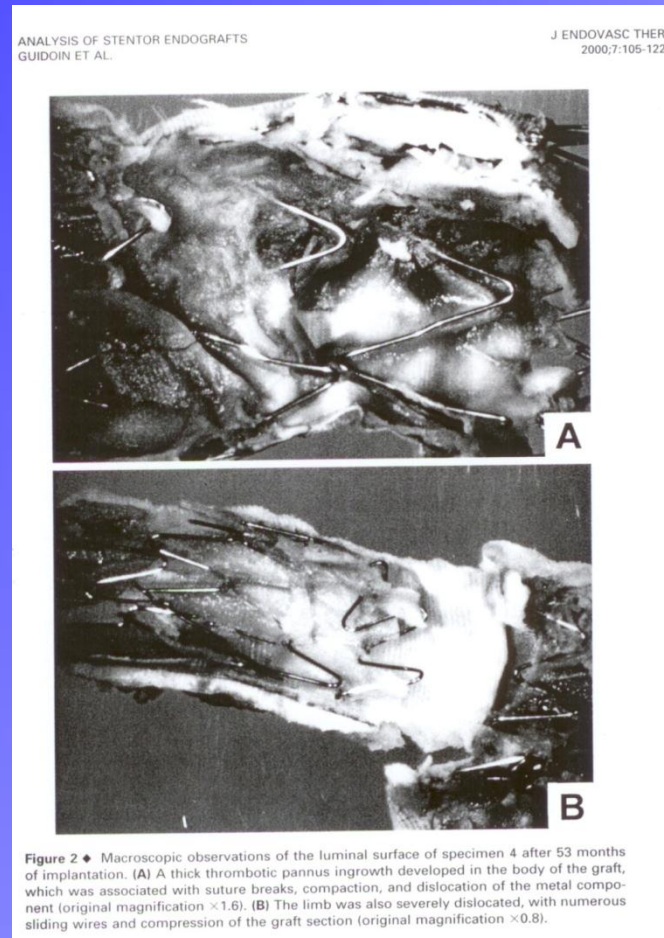 ANALYSIS OF STENTOR ENDOGRAFTS
GUIDOIN ET AL.
J ENDOVASC THER
2000;7:105-122
A
B
Figure 2 ◆ Macroscopic observations of the luminal surface of specimen 4 after 53 months
of implantation. (A) A thick thrombotic pannus ingrowth developed in the body of the graft,
which was associated with suture breaks, compaction, and dislocation of the metal compo-
nent (original magnification ×1.6). (B) The limb was also severely dislocated, with numerous
sliding wires and compression of the graft section (original magnification ×0.8).